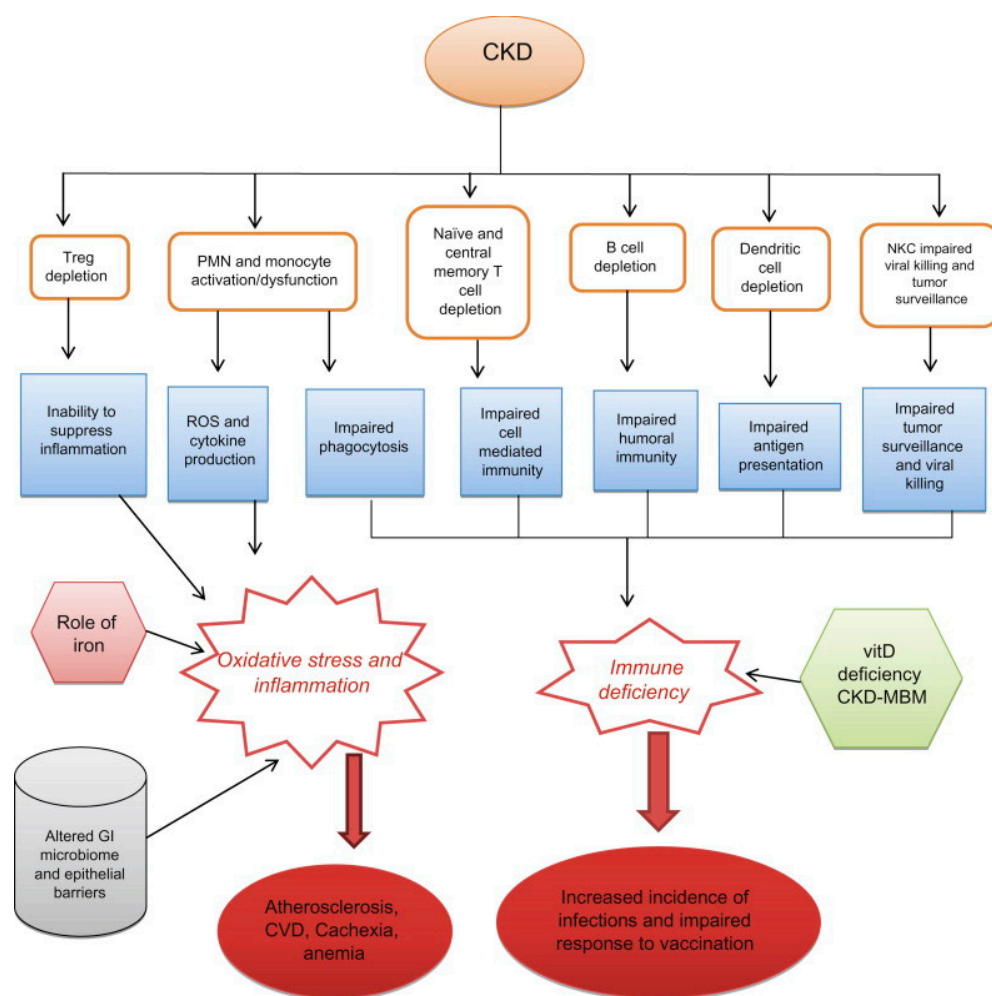 CKD
Treg
depletion
PMN and monocyte
activation/dysfunction
Naïve and
central
memory T
cell
depletion
B cell
depletion
Dendritic
cell
depletion
NKC impaired
viral killing and
tumor
surveillance
Inability to
suppress
inflammation
ROS and
cytokine
production
Impaired
phagocytosis
Impaired
cell
mediated
immunity
Impaired
humoral
immunity
Impaired
antigen
presentation
Impaired
tumor
surveillance
and viral
killing
Role of
iron
Oxidative stress and
inflammation
Immune
deficiency
vitD
deficiency
CKD-MBM
Altered GI
microbiome
and epithelial
barriers
Atherosclerosis,
CVD, Cachexia,
anemia
Increased incidence of
infections and impaired
response to vaccination